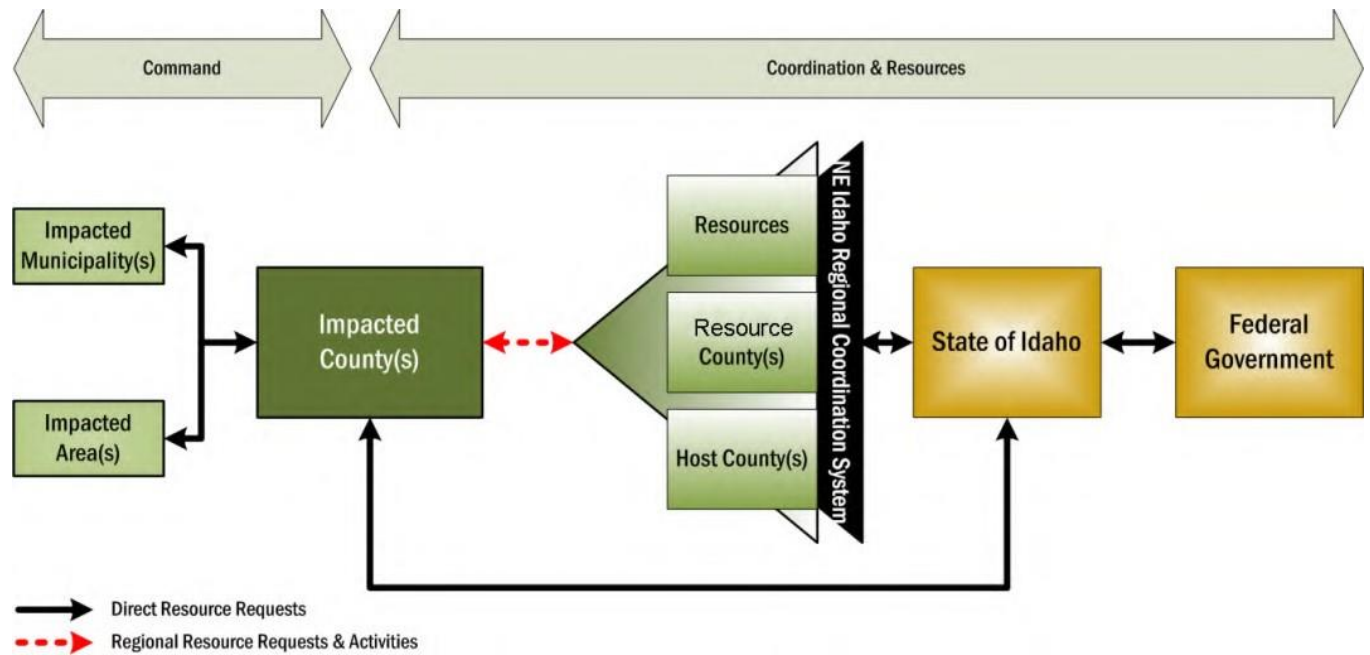 Command
Coordination & Resources
Impacted
Municipality(s)
Impacted
Area(s)
Impacted
County(s)
Resources
Resource
County(s)
Host County(s)
NE Idaho Regional Coordination System
State of Idaho
Federal
Government
Direct Resource Requests
Regional Resource Requests & Activities